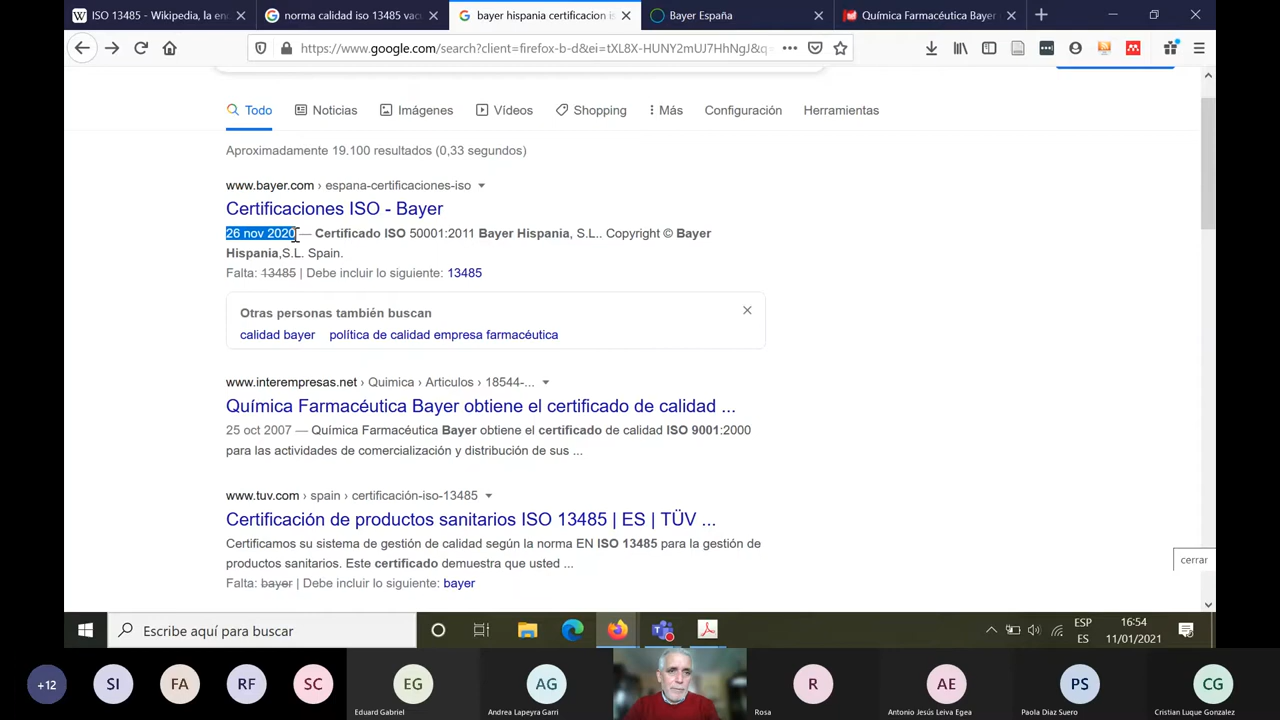 ISO 13485 - Wikipedia, la en
norma calidad iso 13485 vac
bayer hispania certificacion is
Bayer España
Química Farmacéutica Bayer
https://www.google.com/search?client=firefox-b-d&ei=tXL8X-HUNY2mUJ7HhNgJ&q=
Todo
Noticias
Imágenes
Vídeos
Shopping
Más
Configuración
Herramientas
Aproximadamente 19.100 resultados (0,33 segundos)
www.bayer.com › espana-certificaciones-iso
Certificaciones ISO - Bayer
26 nov 2020 — Certificado ISO 50001:2011 Bayer Hispania, S.L.. Copyright © Bayer
Hispania,S.L. Spain.
Falta: 13485 | Debe incluir lo siguiente: 13485
Otras personas también buscan
calidad bayer política de calidad empresa farmacéutica
www.interempresas.net › Quimica › Articulos › 18544-...
Química Farmacéutica Bayer obtiene el certificado de calidad ...
25 oct 2007 — Química Farmacéutica Bayer obtiene el certificado de calidad ISO 9001:2000
para las actividades de comercialización y distribución de sus ...
www.tuv.com › spain › certificación-iso-13485
Certificación de productos sanitarios ISO 13485 | ES | TÜV ...
Certificamos su sistema de gestión de calidad según la norma EN ISO 13485 para la gestión de
productos sanitarios. Este certificado demuestra que usted ...
Falta: bayer | Debe incluir lo siguiente: bayer
cerrar
Escribe aquí para buscar
ESP
ES
16:54
11/01/2021
+12
SI
FA
RF
SC
EG
AG
R
AE
PS
CG
Eduard Gabriel
Andrea Lapeyra Garri
Rosa
Antonio Jesús Leiva Egea
Paola Diaz Suero
Cristian Luque Gonzalez